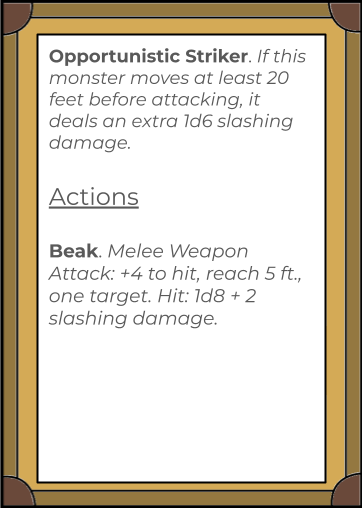 Opportunistic Striker. If this
monster moves at least 20
feet before attacking, it
deals an extra 1d6 slashing
damage.
Actions
Beak. Melee Weapon
Attack: +4 to hit, reach 5 ft.,
one target. Hit: 1d8 + 2
slashing damage.